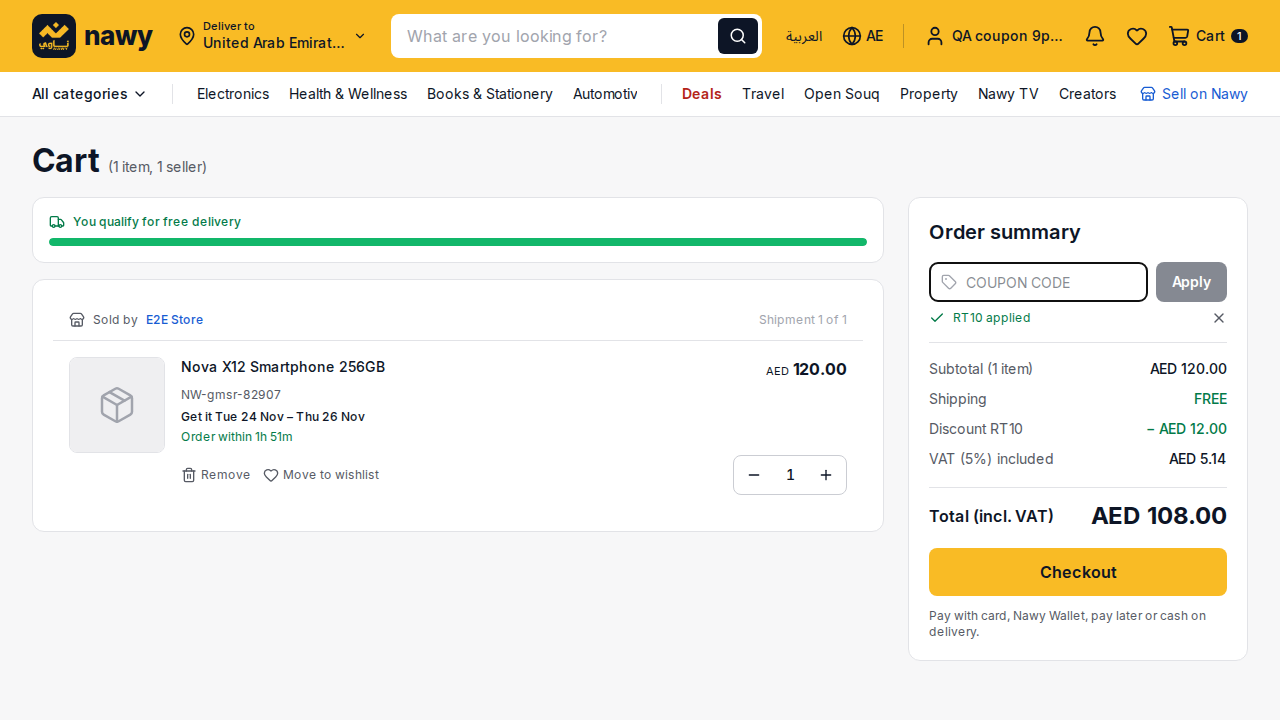 ناوي
NAWY
nawy
Deliver to
United Arab Emirat...
What are you looking for?
العربية
AE
QA coupon 9p...
Cart 1
All categories
Electronics
Health & Wellness
Books & Stationery
Automotiv
Deals
Travel
Open Souq
Property
Nawy TV
Creators
Sell on Nawy
Cart (1 item, 1 seller)
You qualify for free delivery
Sold by E2E Store
Shipment 1 of 1
Nova X12 Smartphone 256GB
AED 120.00
NW-gmsr-82907
Get it Tue 24 Nov – Thu 26 Nov
Order within 1h 51m
Remove
Move to wishlist
− 1 +
Order summary
COUPON CODE
Apply
RT10 applied
Subtotal (1 item) AED 120.00
Shipping FREE
Discount RT10 − AED 12.00
VAT (5%) included AED 5.14
Total (incl. VAT) AED 108.00
Checkout
Pay with card, Nawy Wallet, pay later or cash on
delivery.